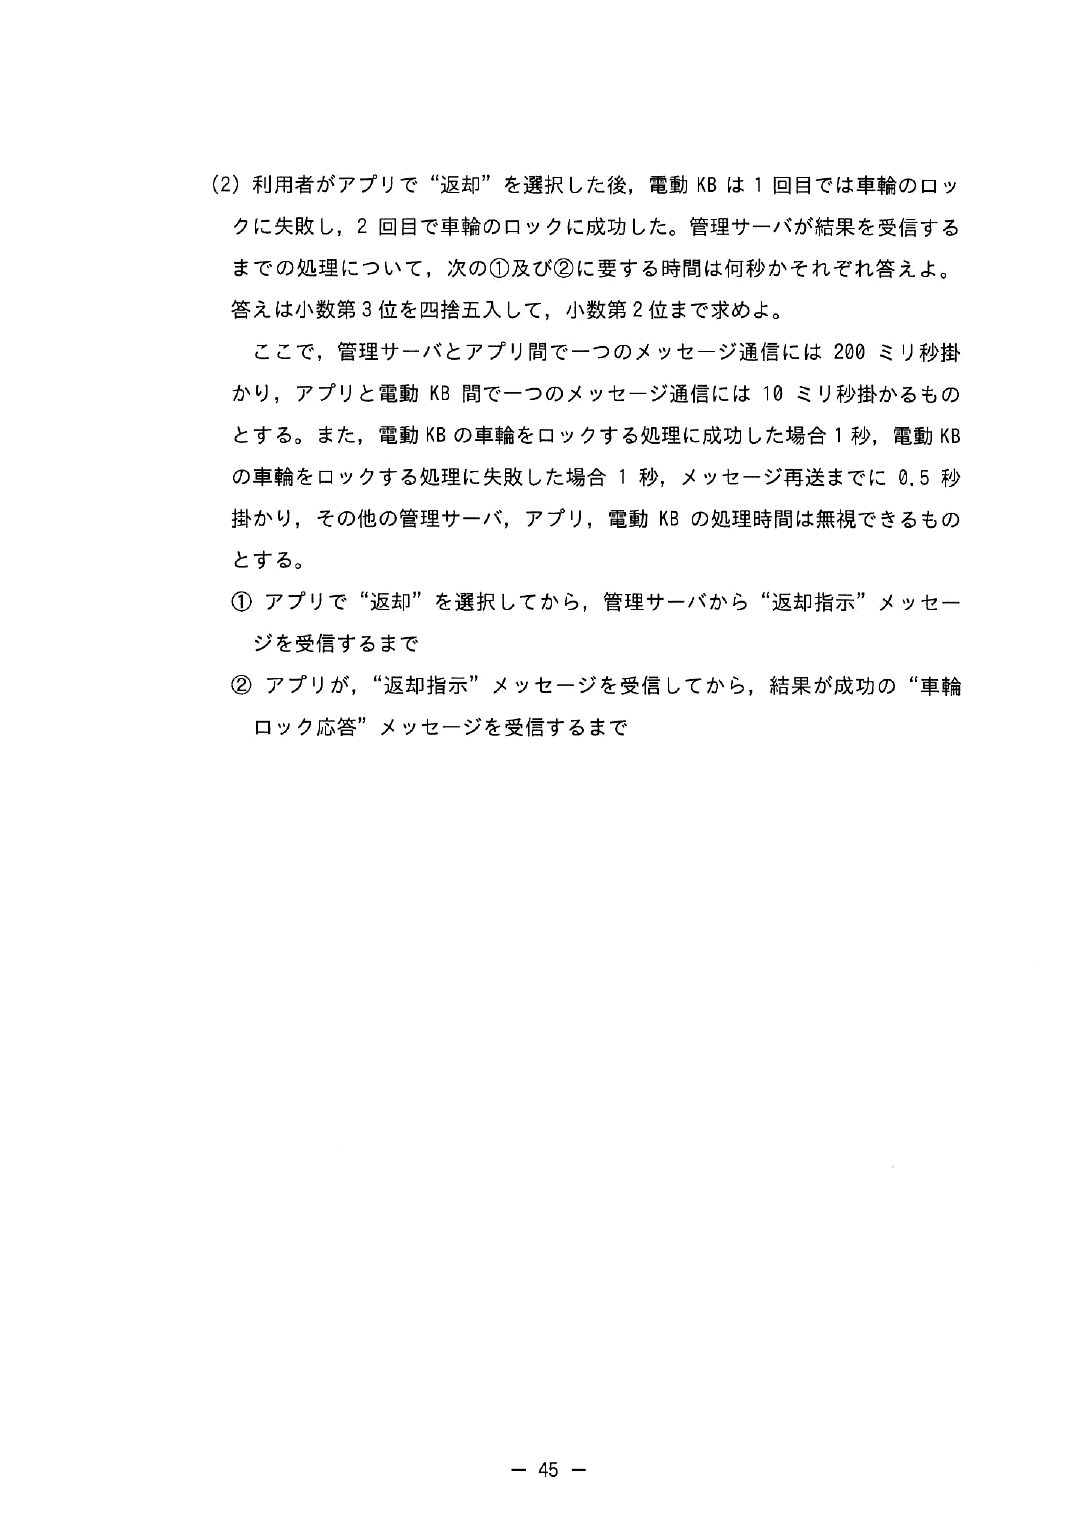 (2) 利用者がアプリで“返却”を選択した後，電動 KB は 1 回目では車輪のロッ
クに失敗し，2 回目で車輪のロックに成功した。管理サーバが結果を受信する
までの処理について，次の①及び②に要する時間は何秒かそれぞれ答えよ。
答えは小数第3位を四捨五入して，小数第2位まで求めよ。
ここで，管理サーバとアプリ間で一つのメッセージ通信には 200 ミリ秒掛
かり，アプリと電動 KB 間で一つのメッセージ通信には 10 ミリ秒掛かるもの
とする。また，電動 KB の車輪をロックする処理に成功した場合 1 秒，電動 KB
の車輪をロックする処理に失敗した場合 1 秒，メッセージ再送までに 0.5 秒
掛かり，その他の管理サーバ，アプリ，電動 KB の処理時間は無視できるもの
とする。
① アプリで“返却”を選択してから，管理サーバから“返却指示”メッセー
ジを受信するまで
② アプリが，“返却指示”メッセージを受信してから，結果が成功の“車輪
ロック応答”メッセージを受信するまで
－ 45 －